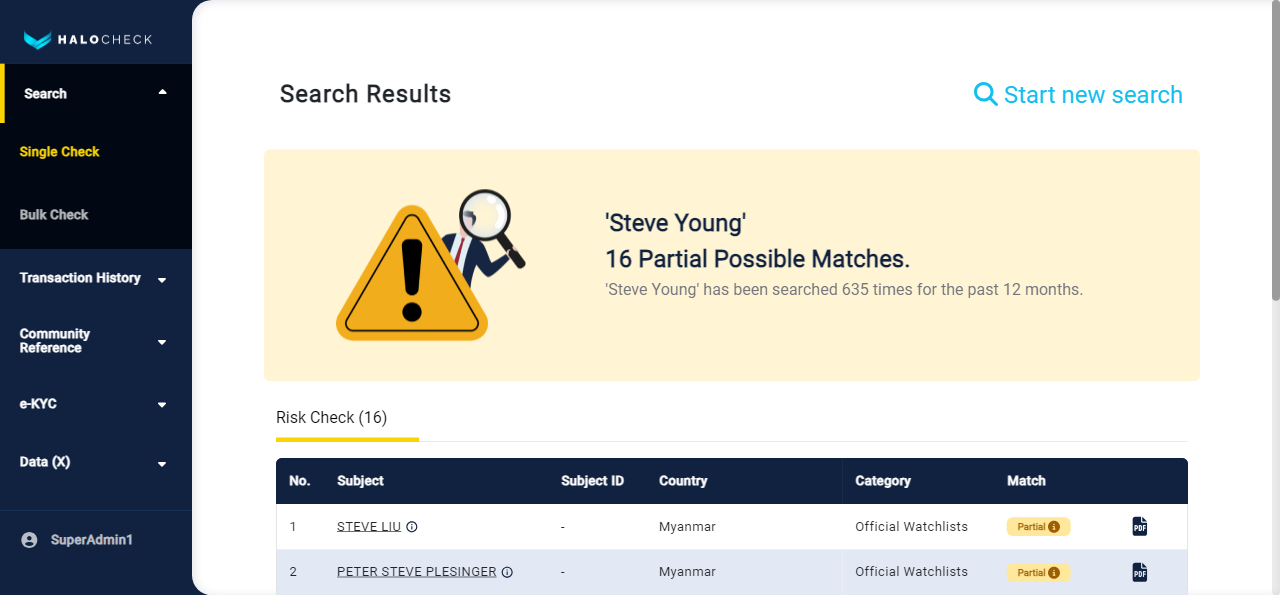 HALOCHECK
Search
Single Check
Bulk Check
Transaction History
Community
Reference
e-KYC
Data (X)
SuperAdmin1
Search Results
Start new search
'Steve Young'
16 Partial Possible Matches.
'Steve Young' has been searched 635 times for the past 12 months.
Risk Check (16)
No. Subject Subject ID Country Category Match
1 STEVE LIU - Myanmar Official Watchlists Partial PDF
2 PETER STEVE PLESINGER - Myanmar Official Watchlists Partial PDF